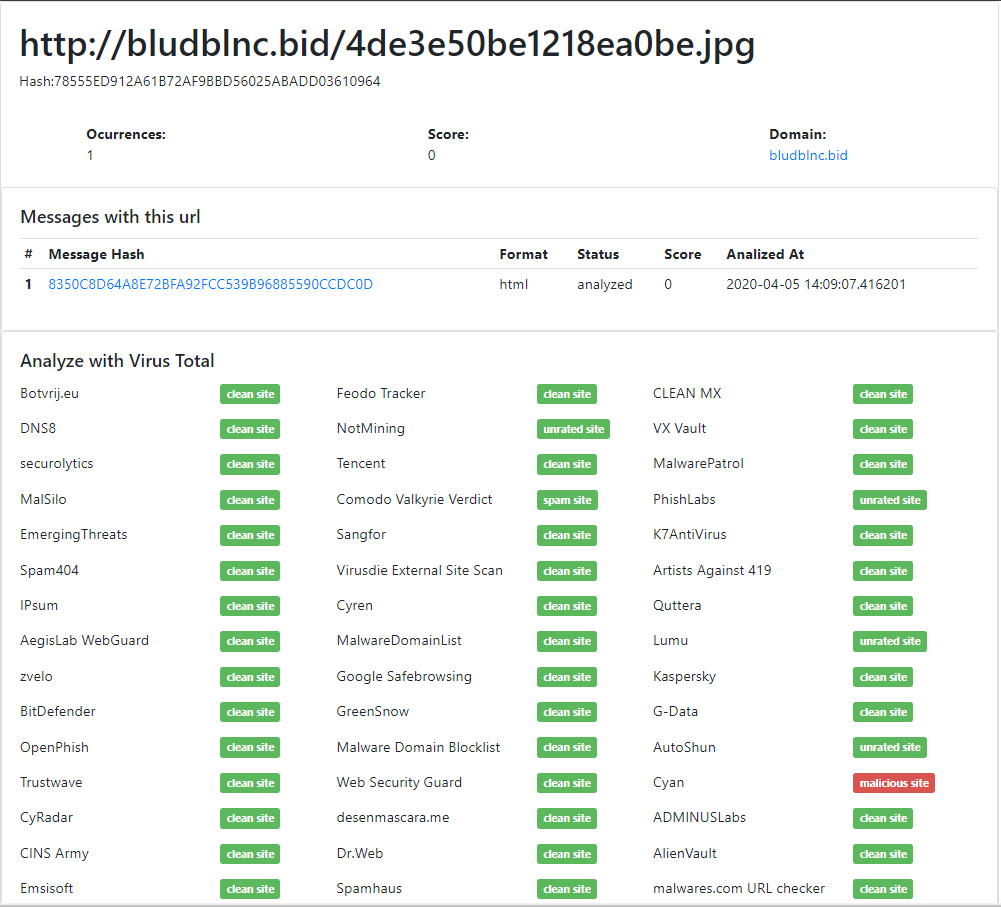 http://bludblnc.bid/4de3e50be1218ea0be.jpg
Hash:78555ED912A61B72AF9BBD56025ABADD03610964
Ocurrences: Score: Domain:
1 0 bludblnc.bid
Messages with this url
# Message Hash Format Status Score Analized At
1 8350C8D64A8E72BFA92FCC539B96885590CCDC0D html analyzed 0 2020-04-05 14:09:07.416201
Analyze with Virus Total
Botvrij.eu clean site Feodo Tracker clean site CLEAN MX clean site
DNS8 clean site NotMining unrated site VX Vault clean site
securolytics clean site Tencent clean site MalwarePatrol clean site
MalSilo clean site Comodo Valkyrie Verdict spam site PhishLabs unrated site
EmergingThreats clean site Sangfor clean site K7AntiVirus clean site
Spam404 clean site Virusdie External Site Scan clean site Artists Against 419 clean site
IPsum clean site Cyren clean site Quttera clean site
AegisLab WebGuard clean site MalwareDomainList clean site Lumu unrated site
zvelo clean site Google Safebrowsing clean site Kaspersky clean site
BitDefender clean site GreenSnow clean site G-Data clean site
OpenPhish clean site Malware Domain Blocklist clean site AutoShun unrated site
Trustwave clean site Web Security Guard clean site Cyan malicious site
CyRadar clean site desenmascara.me clean site ADMINUSLabs clean site
CINS Army clean site Dr.Web clean site AlienVault clean site
Emsisoft clean site Spamhaus clean site malwares.com URL checker clean site